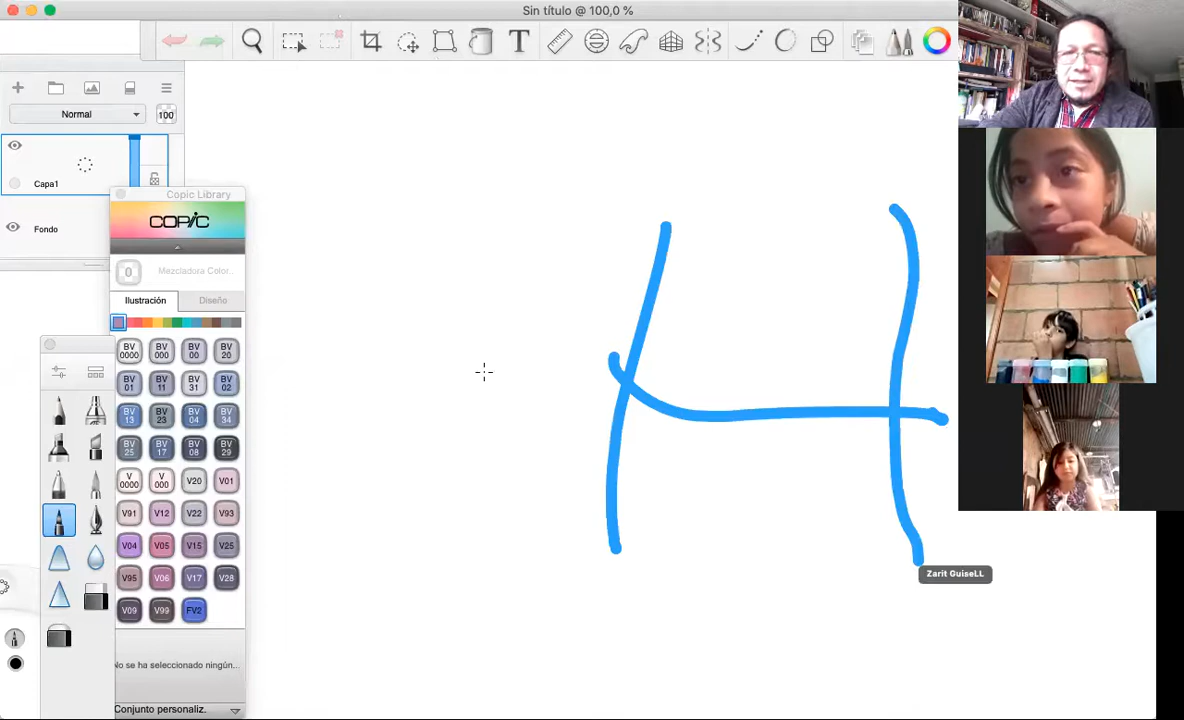 Sin título @ 100,0 %
T
Normal
100
Capa1
Fondo
Copic Library
COPIC
0
Mezcladora Color..
Ilustración
Diseño
BV 0000
BV 000
BV 00
BV 20
BV 01
BV 11
BV 31
BV 02
BV 13
BV 23
BV 04
BV 34
BV 25
BV 17
BV 08
BV 29
V 0000
V 000
V20
V01
V91
V12
V22
V93
V04
V05
V15
V25
V95
V06
V17
V28
V09
V99
FV2
No se ha seleccionado ningún...
Conjunto personaliz.
H
Zarit GuiseLL